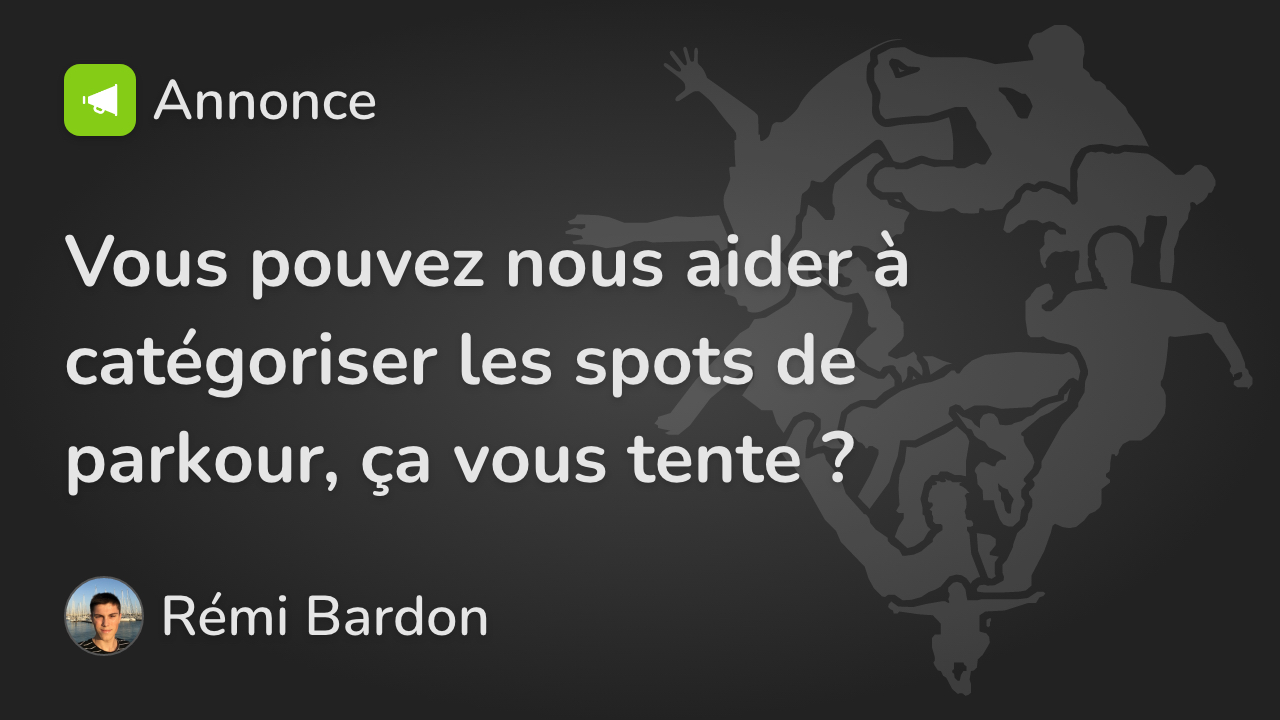 Annonce
Vous pouvez nous aider à
catégoriser les spots de
parkour, ça vous tente ?
Rémi Bardon